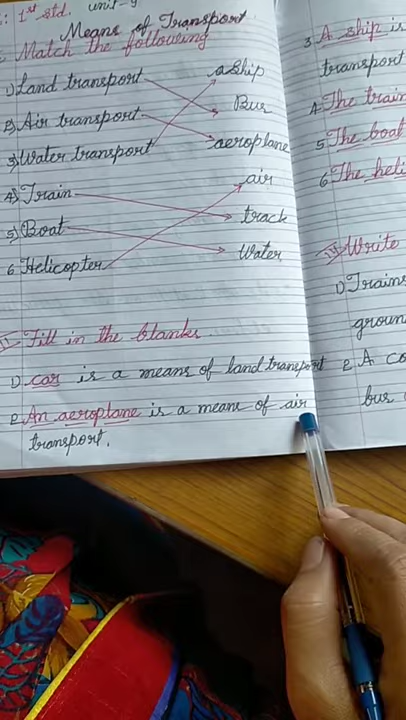 : 1st std. unit-9
Means of Transport
Match the following
1) Land transport a ship
2) Air transport Bus
3) Water transport aeroplane
4) Train air
5) Boat track
6. Helicopter Water
II Fill in the blanks.
1) car is a means of land transport
2 An aeroplane is a means of air
transport.
3 A ship is
transport
4 The train
5 The boat
6 The heli
III Write
1) Trains
groun
2 A co
bus